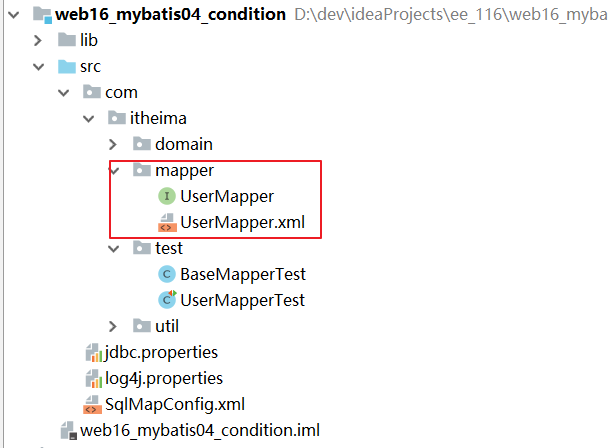 web16_mybatis04_condition D:\dev\ideaProjects\ee_116\web16_myba
lib
src
com
itheima
domain
mapper
I UserMapper
UserMapper.xml
test
C BaseMapperTest
C UserMapperTest
util
jdbc.properties
log4j.properties
SqlMapConfig.xml
web16_mybatis04_condition.iml